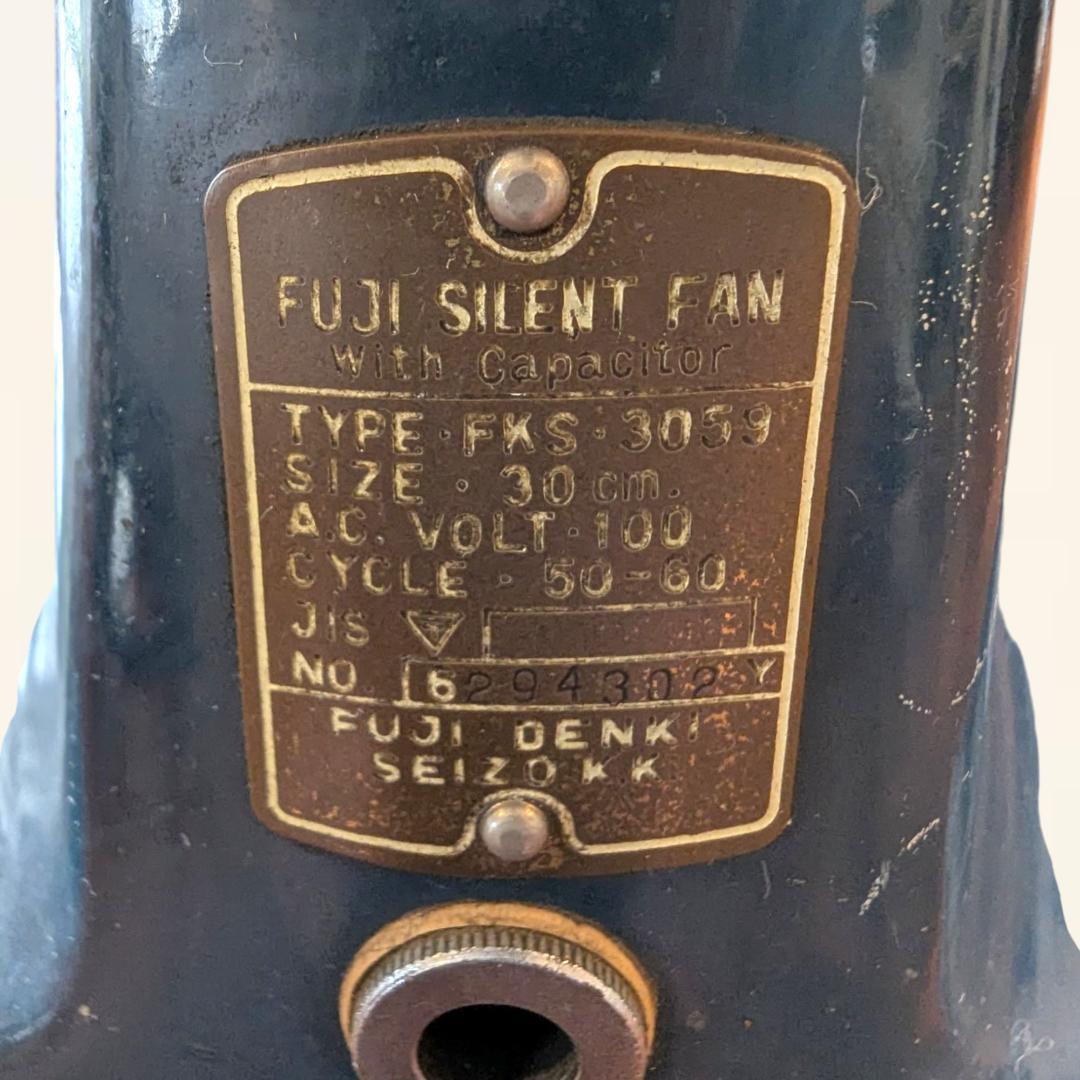 FUJI SILENT FAN
With Capacitor
TYPE · FKS · 3059
SIZE · 30 cm.
A.C. VOLT · 100
CYCLE · 50-60
JIS
NO. 6294302 Y
FUJI DENKI
SEIZO K K